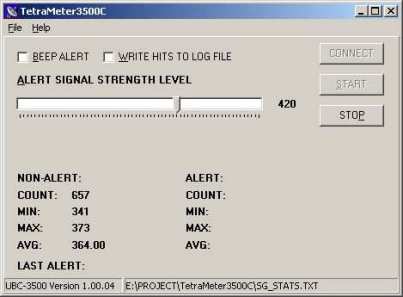 TetraMeter3500C
File Help
BEEP ALERT WRITE HITS TO LOG FILE CONNECT
ALERT SIGNAL STRENGTH LEVEL START
420
STOP
NON-ALERT: ALERT:
COUNT: 657 COUNT:
MIN: 341 MIN:
MAX: 373 MAX:
AVG: 364.00 AVG:
LAST ALERT:
UBC-3500 Version 1.00.04 E:\PROJECT\TetraMeter3500C\SG_STATS.TXT